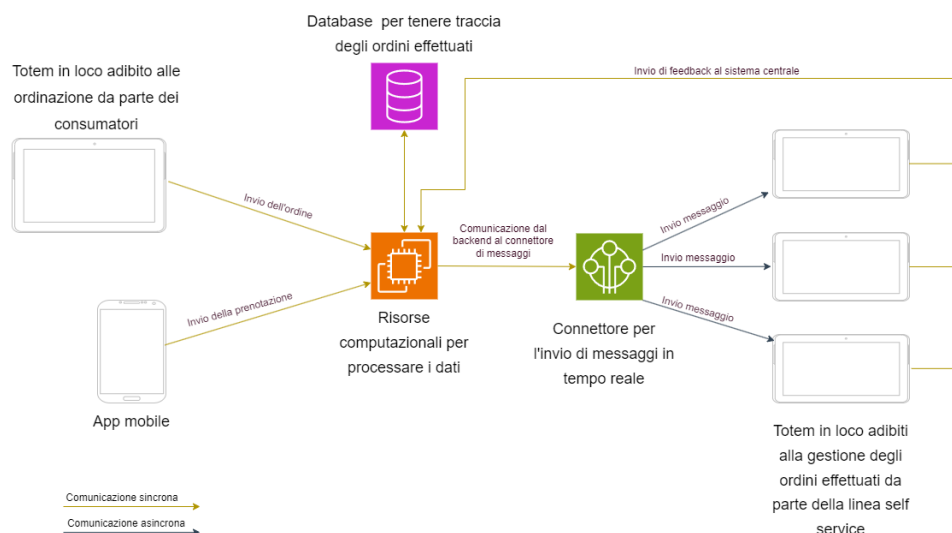 Database per tenere traccia
degli ordini effettuati
Totem in loco adibito alle
ordinazione da parte dei
consumatori
Invio di feedback al sistema centrale
Invio dell'ordine
Invio della prenotazione
Comunicazione dal
backend al connettore
di messaggi
Invio messaggio
Invio messaggio
Invio messaggio
Risorse
computazionali per
processare i dati
Connettore per
l'invio di messaggi in
tempo reale
App mobile
Totem in loco adibiti
alla gestione degli
ordini effettuati da
parte della linea self
service
Comunicazione sincrona
Comunicazione asincrona